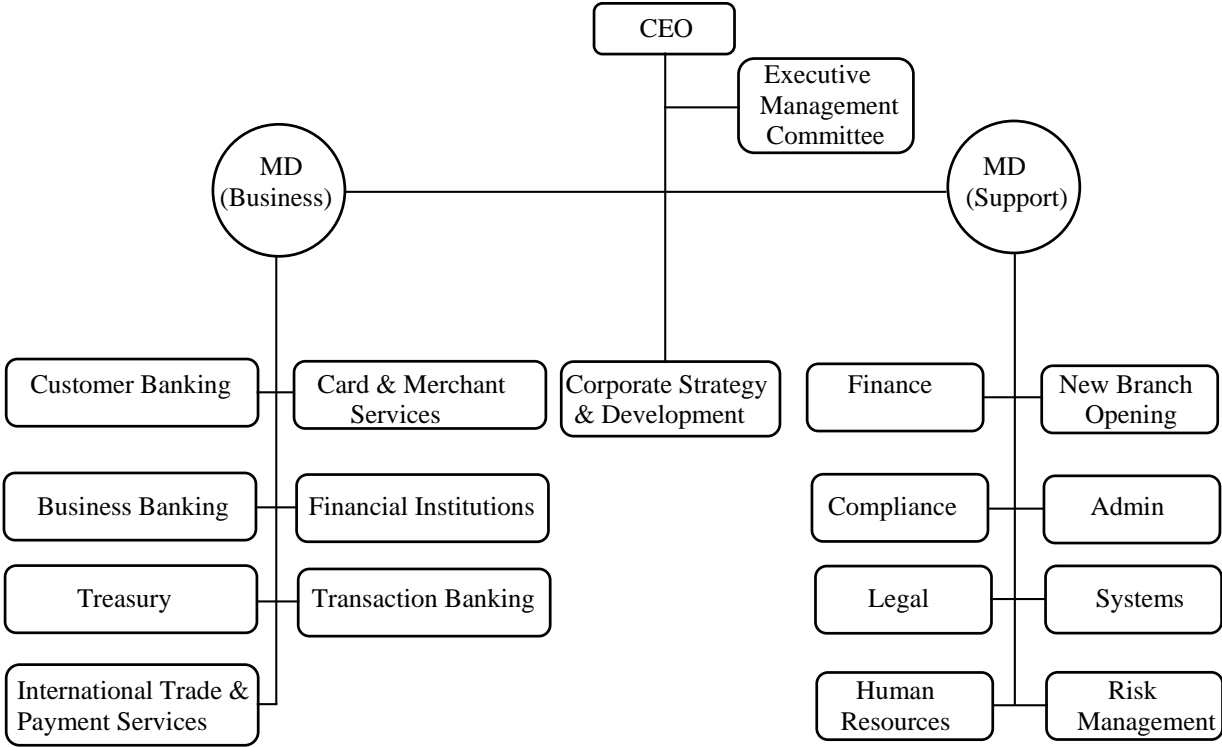 CEO
Executive
Management
Committee
MD
(Business)
MD
(Support)
Customer Banking
Card & Merchant
Services
Corporate Strategy
& Development
Finance
New Branch
Opening
Business Banking
Financial Institutions
Compliance
Admin
Treasury
Transaction Banking
Legal
Systems
International Trade &
Payment Services
Human
Resources
Risk
Management